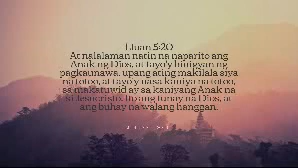 1 Juan 5:20
At nalalaman natin na naparito ang
Anak ng Dios, at tayo'y binigyan ng
pagkaunawa, upang ating makilala siya
na totoo, at tayo'y nasa kaniya na totoo,
sa makatuwid ay sa kaniyang Anak na
si Jesucristo. Ito ang tunay na Dios, at
ang buhay na walang hanggan.